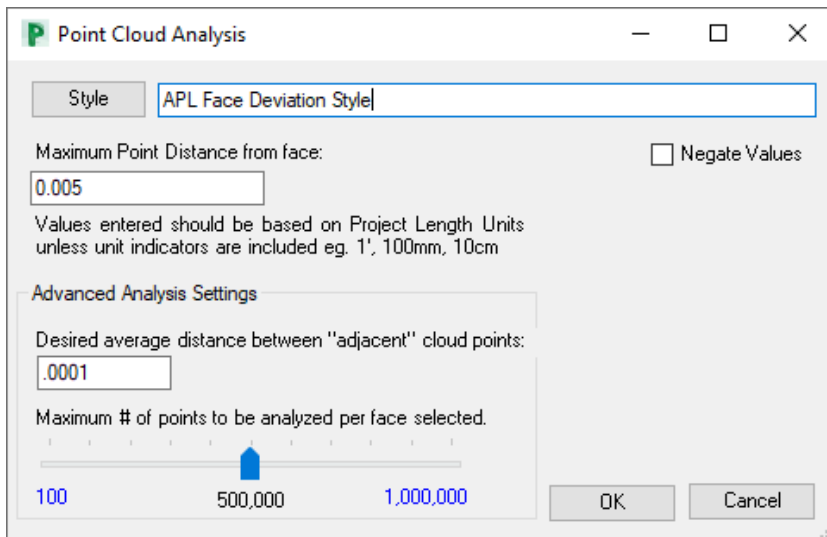 Point Cloud Analysis
Style
APL Face Deviation Style
Maximum Point Distance from face:
Negate Values
0.005
Values entered should be based on Project Length Units
unless unit indicators are included eg. 1', 100mm, 10cm
Advanced Analysis Settings
Desired average distance between "adjacent" cloud points:
.0001
Maximum # of points to be analyzed per face selected.
100
500,000
1,000,000
OK
Cancel